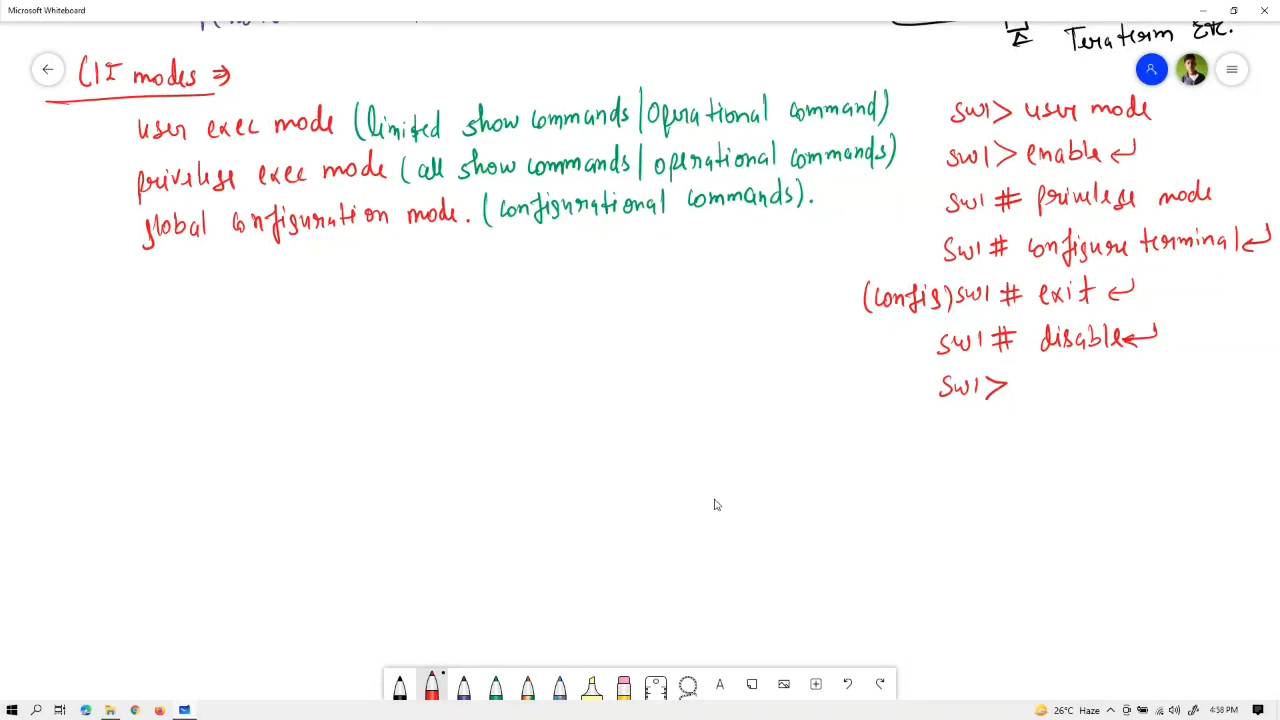 Microsoft Whiteboard
Teraterm Etc.
CLI modes ⇒
user exec mode (limited show commands | operational command)
privilege exec mode (all show commands | operational commands)
global configuration mode. (configurational commands).
SW1> user mode
SW1> enable ↵
SW1 # privilege mode
SW1 # configure terminal ↵
(config)SW1 # exit ↵
SW1 # disable ↵
SW1>
A
26°C Haze
4:58 PM